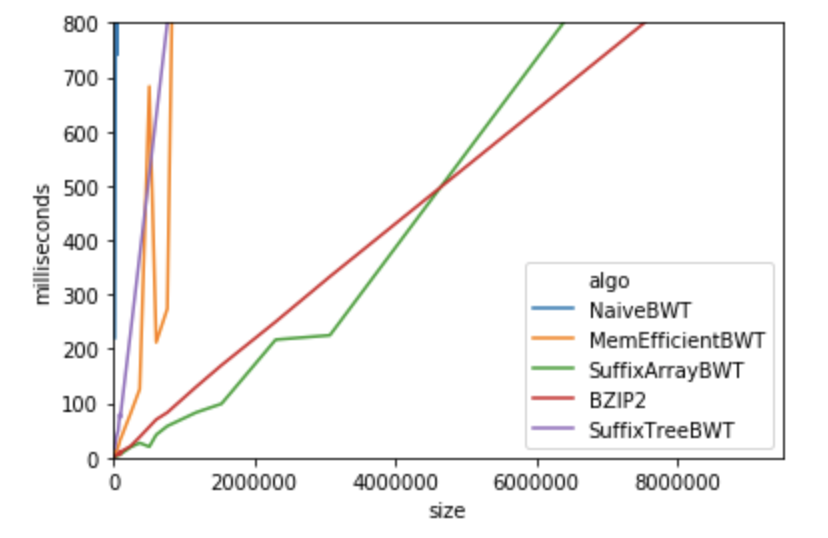 800
700
600
500
400
300
200
100
0
milliseconds
0 2000000 4000000 6000000 8000000
size
algo
NaiveBWT
MemEfficientBWT
SuffixArrayBWT
BZIP2
SuffixTreeBWT